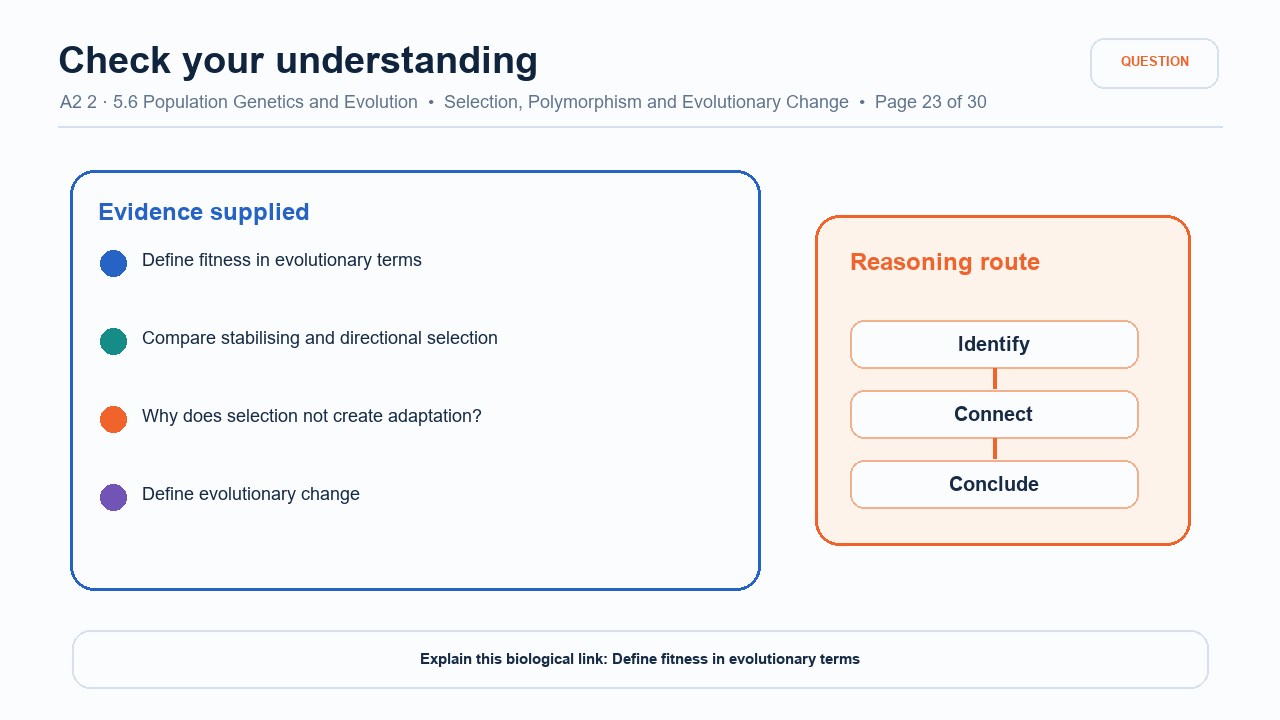 Check your understanding
QUESTION
A2 2 · 5.6 Population Genetics and Evolution • Selection, Polymorphism and Evolutionary Change • Page 23 of 30
Evidence supplied
Define fitness in evolutionary terms
Compare stabilising and directional selection
Why does selection not create adaptation?
Define evolutionary change
Reasoning route
Identify
Connect
Conclude
Explain this biological link: Define fitness in evolutionary terms